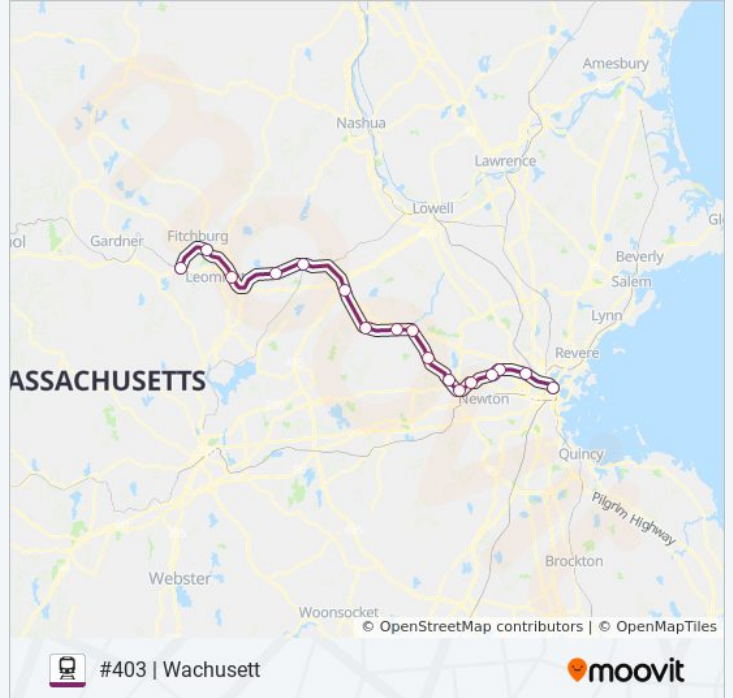 Amesbury
Nashua
Lawrence
Lowell
Fitchburg
Gardner
Leom
Beverly
Salem
Lynn
Revere
ASSACHUSETTS
Newton
Quincy
Pilgrim Highway
Brockton
Webster
Woonsocket
© OpenStreetMap contributors | © OpenMapTiles
#403 | Wachusett
moovit